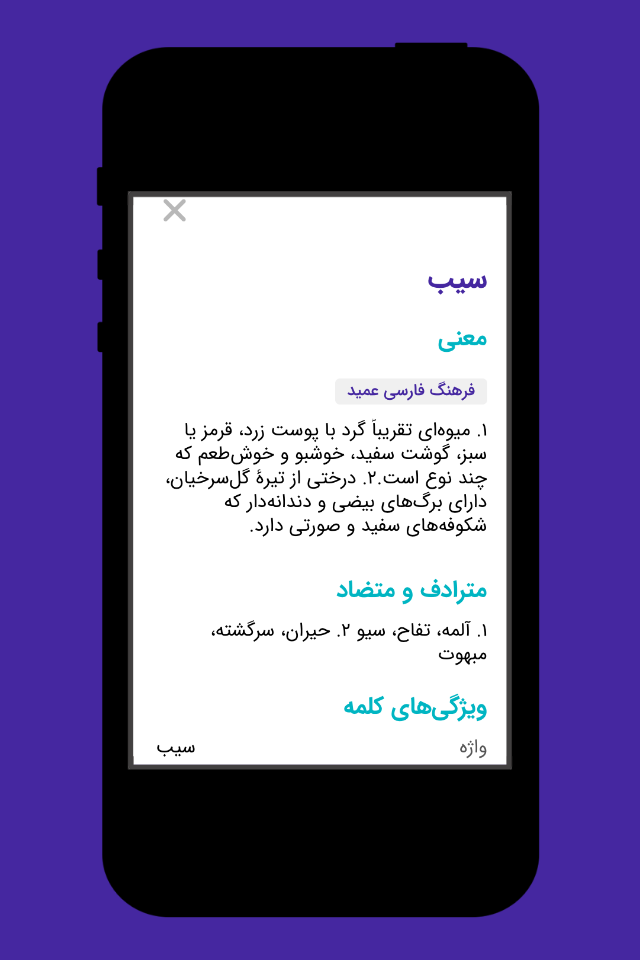 سیب
معنی
فرهنگ فارسی عمید
۱. میوه‌ای تقریباً گرد با پوست زرد، قرمز یا
سبز، گوشت سفید، خوشبو و خوش‌طعم که
چند نوع است.۲. درختی از تیرهٔ گل‌سرخیان،
دارای برگ‌های بیضی و دندانه‌دار که
شکوفه‌های سفید و صورتی دارد.
مترادف و متضاد
۱. آلمه، تفاح، سیو ۲. حیران، سرگشته،
مبهوت
ویژگی‌های کلمه
واژه سیب